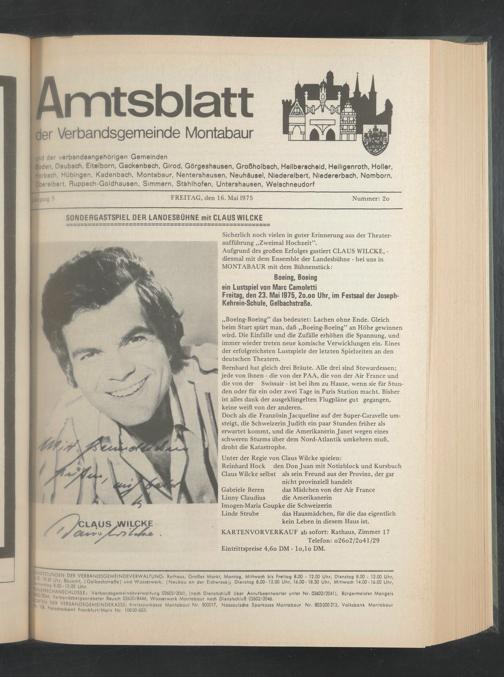 Amtsblatt
der Verbandsgemeinde Montabaur
und der verbandsangehörigen Gemeinden
Daubach, Eitelborn, Gackenbach, Girod, Görgeshausen, Großholbach, Heilberscheid, Heiligenroth, Holler,
Hübingen, Kadenbach, Montabaur, Nentershausen, Neuhäusel, Niederelbert, Niedererbach, Nomborn,
Oberelbert, Ruppach-Goldhausen, Simmern, Stahlhofen, Untershausen, Welschneudorf
FREITAG, den 16. Mai 1975
Nummer: 20
SONDERGASTSPIEL DER LANDESBÜHNE mit CLAUS WILCKE
Sicherlich noch vielen in guter Erinnerung aus der Theater-
aufführung „Zweimal Hochzeit".
Aufgrund des großen Erfolges gastiert CLAUS WILCKE, -
diesmal mit dem Ensemble der Landesbühne - bei uns in
MONTABAUR mit dem Bühnenstück:
Boeing, Boeing
ein Lustspiel von Marc Camoletti
Freitag, den 23. Mai 1975, 20.00 Uhr, im Festsaal der Joseph-
Kehrein-Schule, Gelbachstraße.
„Boeing-Boeing" das bedeutet: Lachen ohne Ende. Gleich
beim Start spürt man, daß „Boeing-Boeing" an Höhe gewinnen
wird. Die Einfälle und die Zufälle erhöhen die Spannung, und
immer wieder treten neue komische Verwicklungen ein. Eines
der erfolgreichsten Lustspiele der letzten Spielzeiten an den
deutschen Theatern.
Bernhard hat gleich drei Bräute. Alle drei sind Stewardessen;
jede von ihnen - die von der PAA, die von der Air France und
die von der Swissair - ist bei ihm zu Hause, wenn sie für Stun-
den oder für ein oder zwei Tage in Paris Station macht. Bisher
ist alles dank der ausgeklügelten Flugpläne gut gegangen,
keine weiß von der anderen.
Doch als die Französin Jacqueline auf der Super-Caravelle um-
steigt, die Schweizerin Judith ein paar Stunden früher als
erwartet kommt, und die Amerikanerin Janet wegen eines
schweren Sturms über dem Nord-Atlantik umkehren muß,
droht die Katastrophe.
Unter der Regie von Claus Wilcke spielen:
Reinhard Hock den Don Juan mit Notizblock und Kursbuch
Claus Wilcke selbst als sein Freund aus der Provinz, der gar
nicht provinziell handelt
Gabriele Beren das Mädchen von der Air France
Linny Claudius die Amerikanerin
Imogen-Maria Coupke die Schweizerin
Linde Strube das Hausmädchen, für die das eigentlich
kein Leben in diesem Haus ist.
KARTENVORVERKAUF ab sofort: Rathaus, Zimmer 17
Telefon: 02602/2041/29
Eintrittspreise 4,60 DM - 10,10 DM.
CLAUS WILCKE